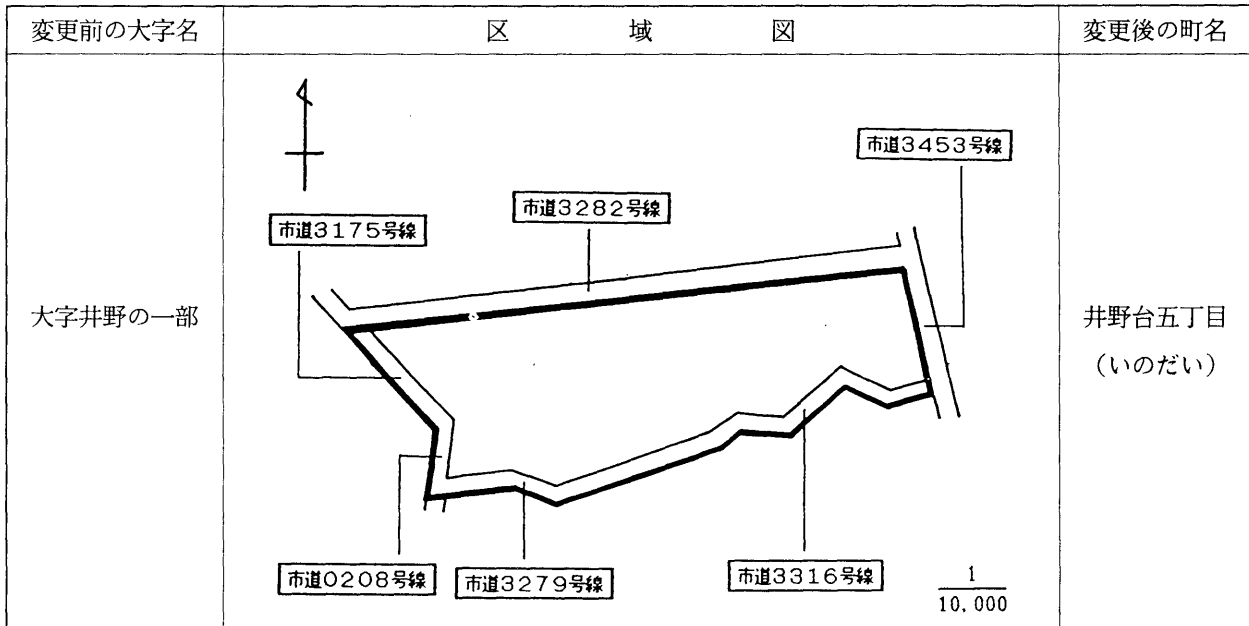 変更前の大字名
区域図
変更後の町名
大字井野の一部
市道3453号線
市道3282号線
市道3175号線
井野台五丁目
(いのだい)
市道0208号線
市道3279号線
市道3316号線
1
10,000